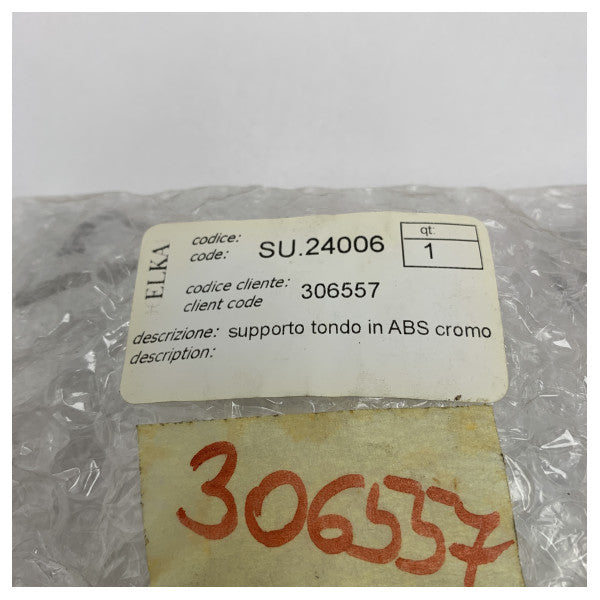 ELKA
codice:
code: SU.24006
qt:
1
codice cliente:
client code 306557
descrizione: supporto tondo in ABS cromo
description:
306557